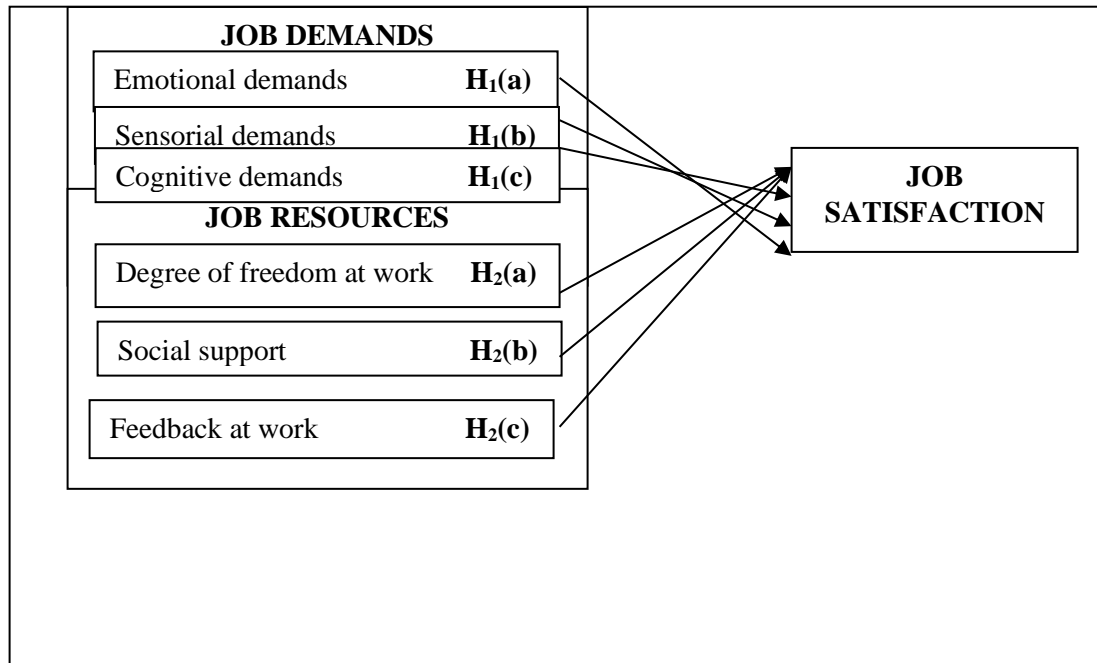 JOB DEMANDS
Emotional demands H₁(a)
Sensorial demands H₁(b)
Cognitive demands H₁(c)
JOB RESOURCES
Degree of freedom at work H₂(a)
Social support H₂(b)
Feedback at work H₂(c)
JOB
SATISFACTION